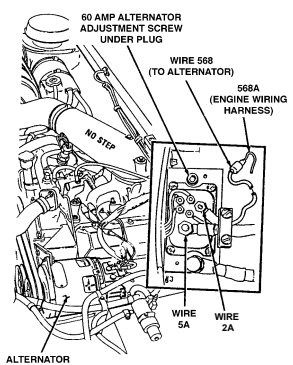 60 AMP ALTERNATOR
ADJUSTMENT SCREW
UNDER PLUG
WIRE 568
(TO ALTERNATOR)
568A
(ENGINE WIRING
HARNESS)
NO STEP
WIRE
5A
WIRE
2A
ALTERNATOR